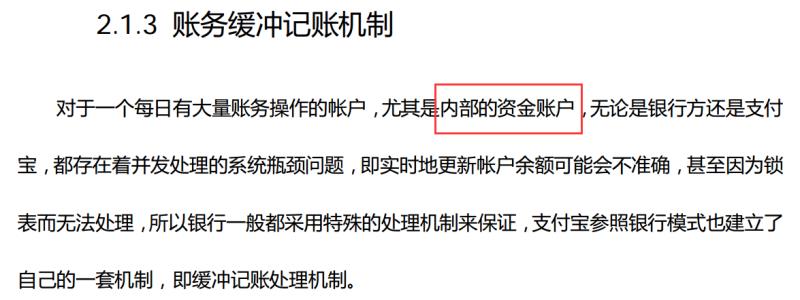 2.1.3 账务缓冲记账机制
对于一个每日有大量账务操作的帐户，尤其是内部的资金账户，无论是银行方还是支付
宝，都存在着并发处理的系统瓶颈问题，即实时地更新帐户余额可能会不准确，甚至因为锁
表而无法处理，所以银行一般都采用特殊的处理机制来保证，支付宝参照银行模式也建立了
自己的一套机制，即缓冲记账处理机制。